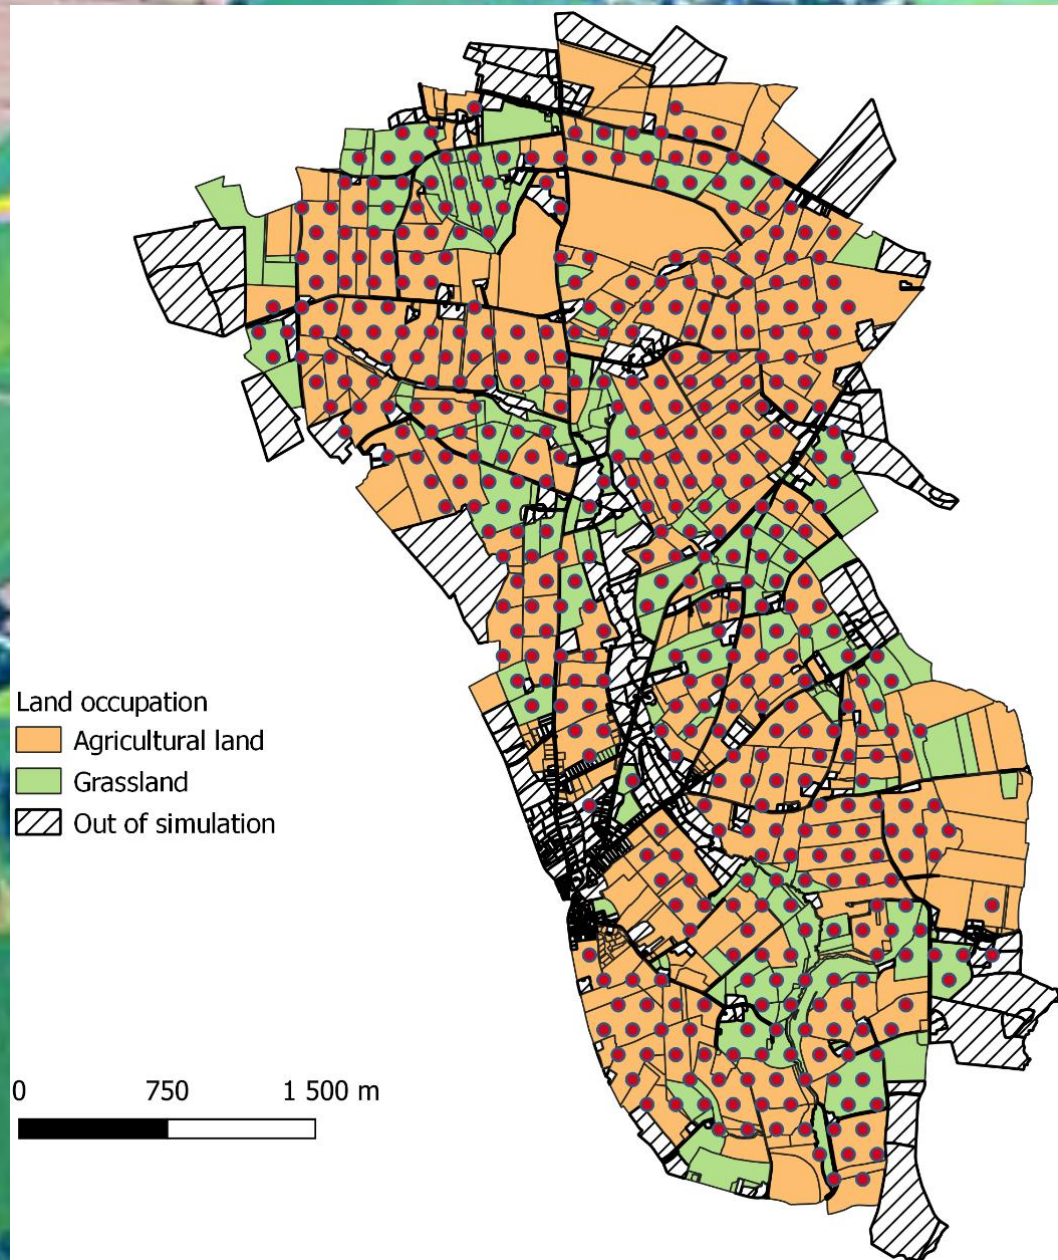 Land occupation
Agricultural land
Grassland
Out of simulation
0 750 1 500 m